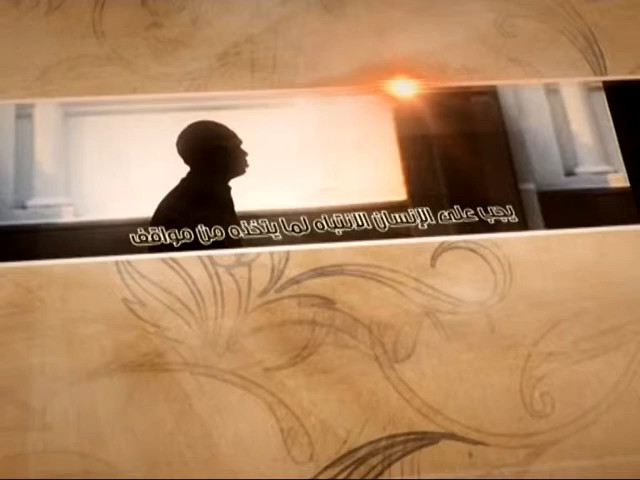 يجب على الإنسان الانتباه لما يتخذه من مواقف